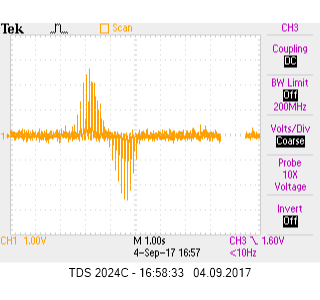 Tek
Scan
CH3
Coupling
DC
BW Limit
Off
200MHz
Volts/Div
Coarse
Probe
10X
Voltage
Invert
Off
1
CH1 1.00V
M 1.00s
CH3 \ 1.60V
4-Sep-17 16:57
<10Hz
TDS 2024C - 16:58:33 04.09.2017